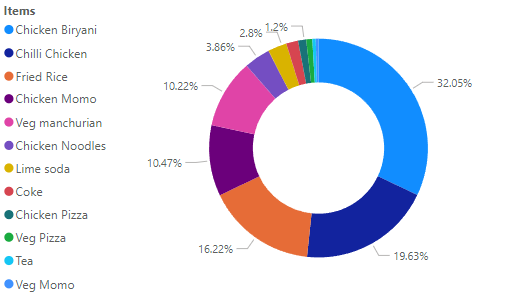 Items
Chicken Biryani
Chilli Chicken
Fried Rice
Chicken Momo
Veg manchurian
Chicken Noodles
Lime soda
Coke
Chicken Pizza
Veg Pizza
Tea
Veg Momo
32.05%
19.63%
16.22%
10.47%
10.22%
3.86%
2.8%
1.2%